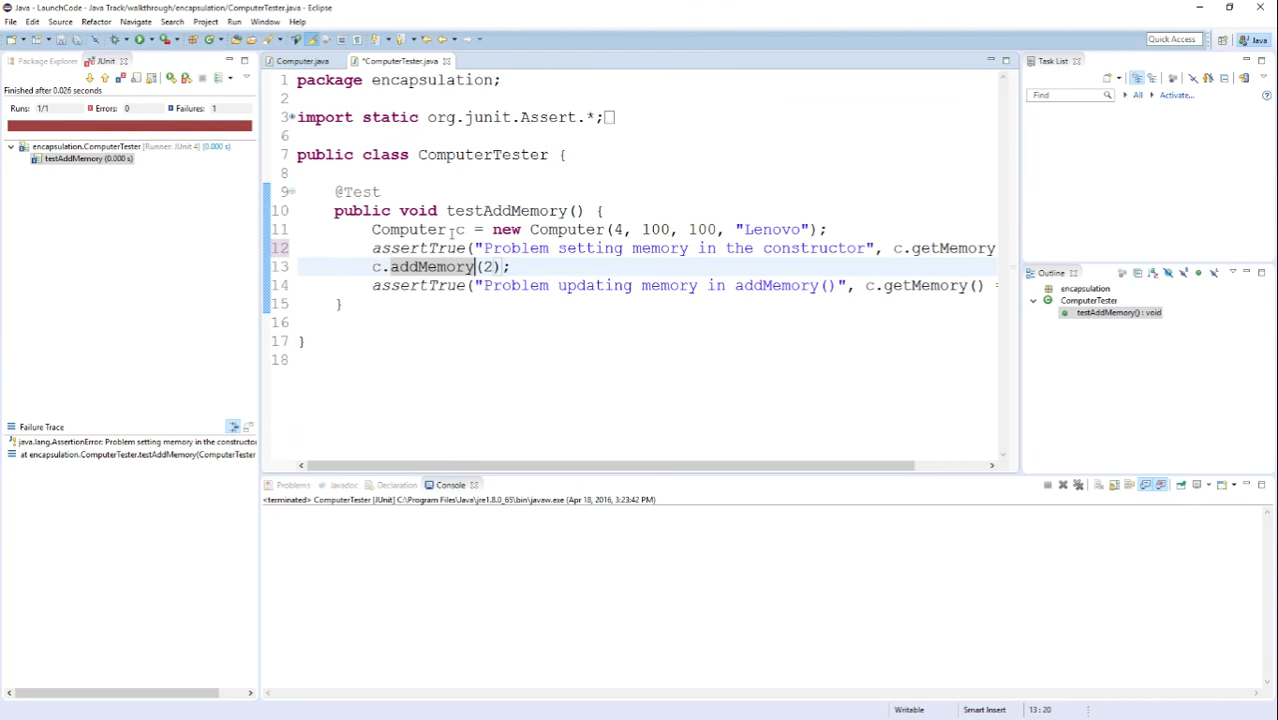 Java - LaunchCode - Java Track/walkthrough/encapsulation/ComputerTester.java - Eclipse
File Edit Source Refactor Navigate Search Project Run Window Help
Quick Access Java
Package Explorer JUnit
Finished after 0.026 seconds
Runs: 1/1 Errors: 0 Failures: 1
encapsulation.ComputerTester [Runner: JUnit 4] (0.000 s)
testAddMemory (0.000 s)
Failure Trace
java.lang.AssertionError: Problem setting memory in the constructor
at encapsulation.ComputerTester.testAddMemory(ComputerTester
Computer.java *ComputerTester.java
1 package encapsulation;
2
3 import static org.junit.Assert.*;
6
7 public class ComputerTester {
8
9 @Test
10 public void testAddMemory() {
11 Computer c = new Computer(4, 100, 100, "Lenovo");
12 assertTrue("Problem setting memory in the constructor", c.getMemory
13 c.addMemory(2);
14 assertTrue("Problem updating memory in addMemory()", c.getMemory() =
15 }
16
17 }
18
Task List
Find All Activate...
Outline
encapsulation
ComputerTester
testAddMemory() : void
Problems Javadoc Declaration Console
<terminated> ComputerTester [JUnit] C:\Program Files\Java\jre1.8.0_65\bin\javaw.exe (Apr 18, 2016, 3:23:42 PM)
Writable Smart Insert 13 : 20